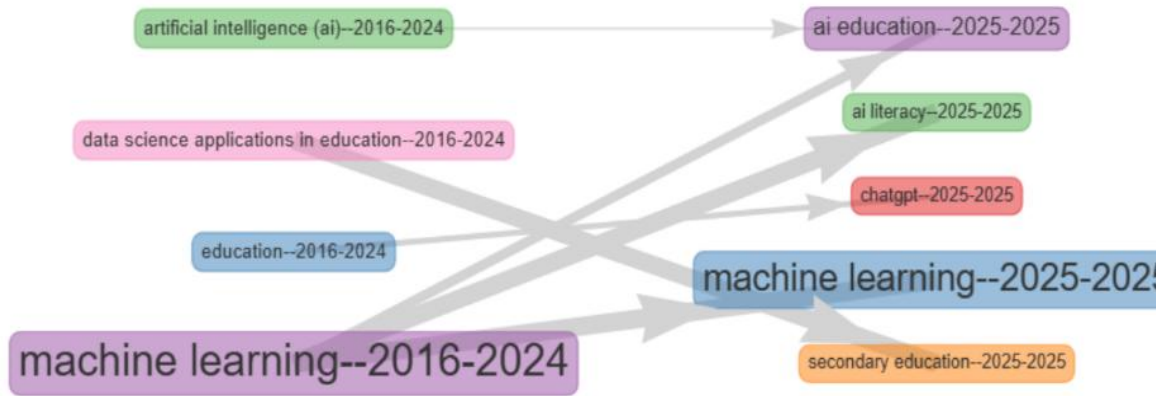 artificial intelligence (ai)--2016-2024
ai education--2025-2025
ai literacy--2025-2025
data science applications in education--2016-2024
chatgpt--2025-2025
education--2016-2024
machine learning--2025-2025
machine learning--2016-2024
secondary education--2025-2025